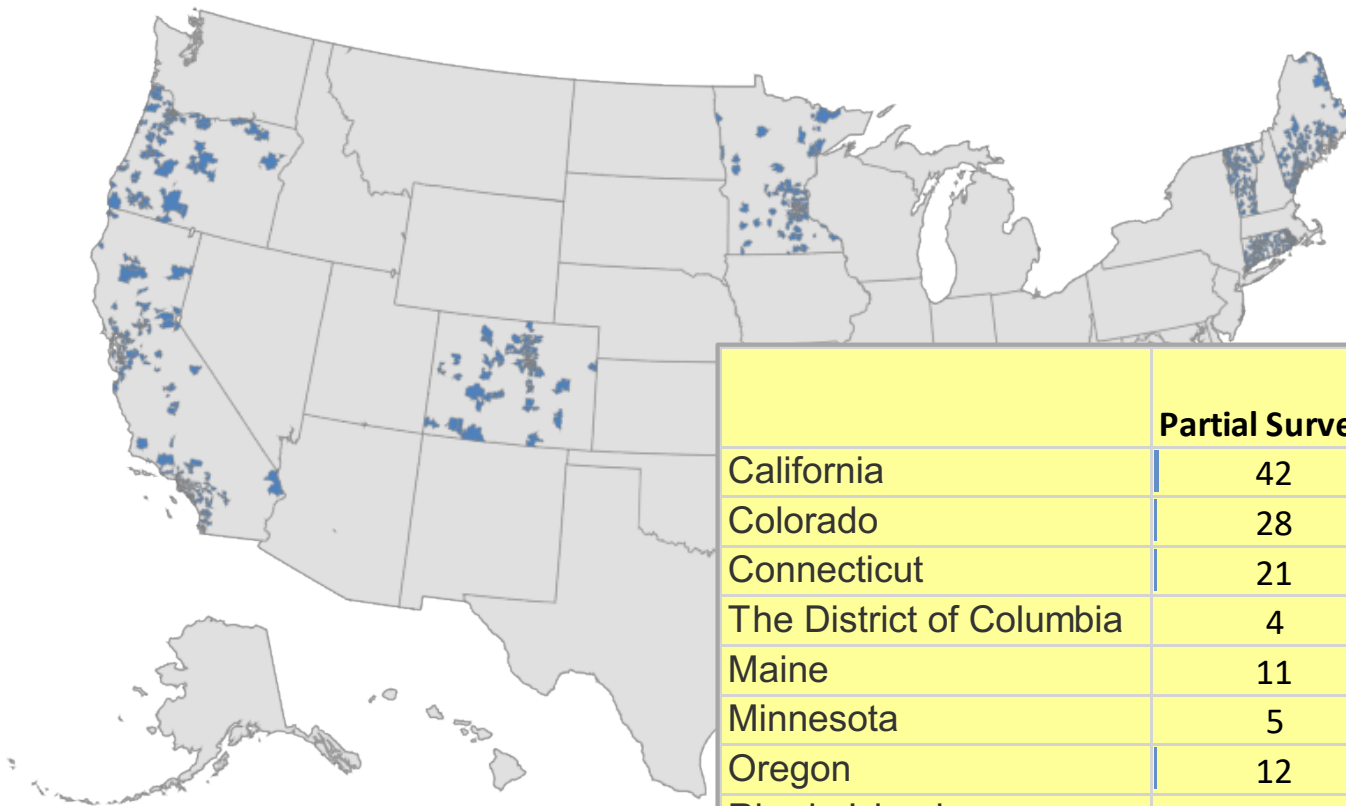 Partial Surve
California 42
Colorado 28
Connecticut 21
The District of Columbia 4
Maine 11
Minnesota 5
Oregon 12